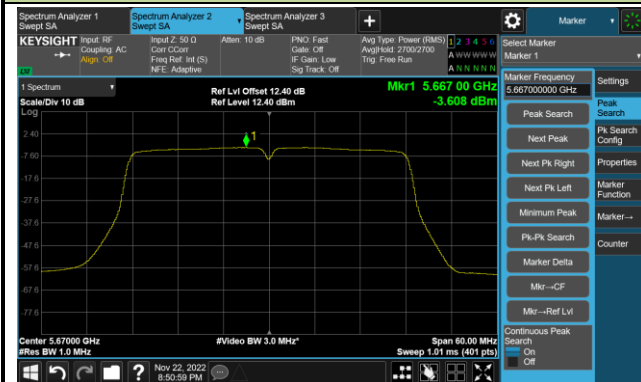 Spectrum Analyzer 1
Swept SA
Spectrum Analyzer 2
Swept SA
Spectrum Analyzer 3
Swept SA
+
Marker
KEYSIGHT
Input: RF
Coupling: AC
Align: Off
Input Z: 50 Ω
Corr CCorr
Freq Ref: Int (S)
NFE: Adaptive
Atten: 10 dB
PNO: Fast
Gate: Off
IF Gain: Low
Sig Track: Off
Avg Type: Power (RMS)
Avg|Hold: 2700/2700
Trig: Free Run
1 2 3 4 5 6
A W W W W W
A N N N N N
LV
Select Marker
Marker 1
1 Spectrum
Scale/Div 10 dB
Log
Ref Lvl Offset 12.40 dB
Ref Level 12.40 dBm
Mkr1 5.667 00 GHz
-3.608 dBm
1
2.40
-7.60
-17.6
-27.6
-37.6
-47.6
-57.6
-67.6
-77.6
Center 5.67000 GHz
#Res BW 1.0 MHz
#Video BW 3.0 MHz*
Span 60.00 MHz
Sweep 1.01 ms (401 pts)
Marker Frequency
5.667000000 GHz
Peak Search
Next Peak
Next Pk Right
Next Pk Left
Minimum Peak
Pk-Pk Search
Marker Delta
Mkr→CF
Mkr→Ref Lvl
Continuous Peak
Search
On
Off
Settings
Peak
Search
Pk Search
Config
Properties
Marker
Function
Marker→
Counter
?
Nov 22, 2022
8:50:59 PM